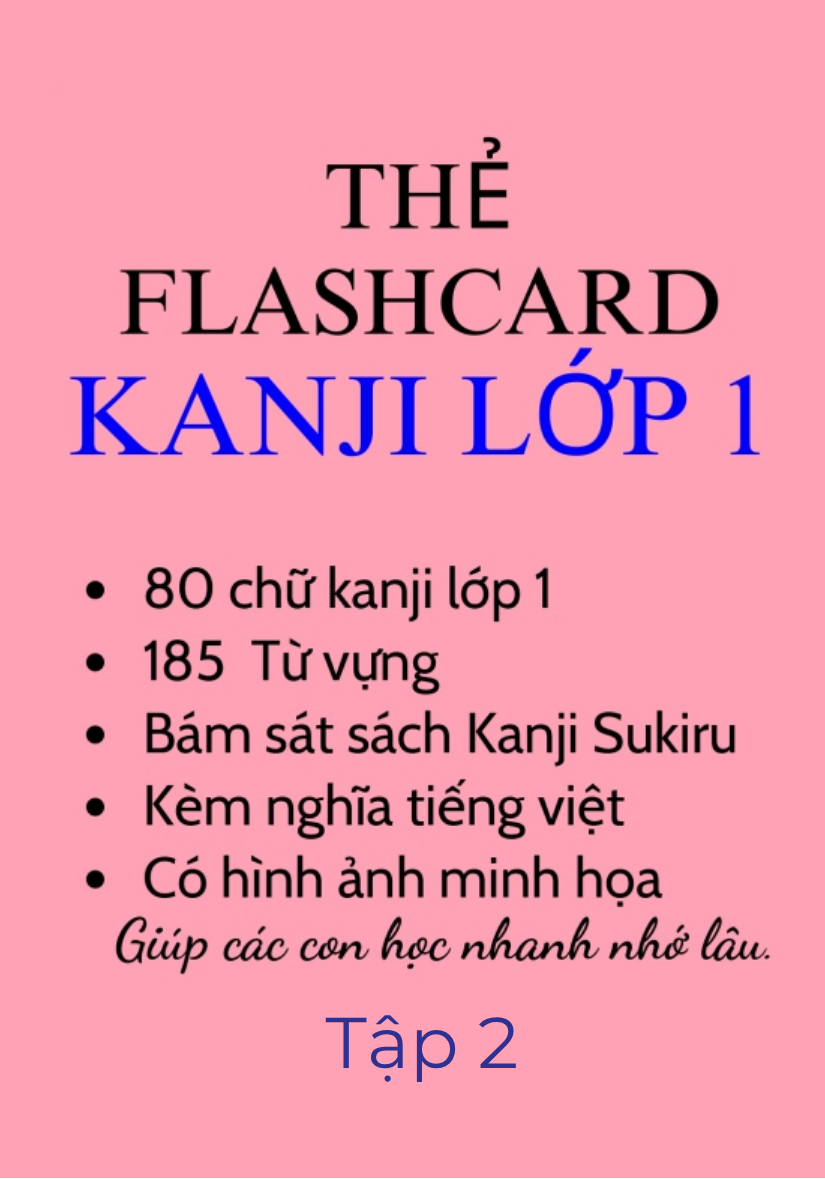 THẺ
FLASHCARD
KANJI LỚP 1
• 80 chữ kanji lớp 1
• 185 Từ vựng
• Bám sát sách Kanji Sukiru
• Kèm nghĩa tiếng việt
• Có hình ảnh minh họa
Giúp các con học nhanh nhớ lâu.
Tập 2